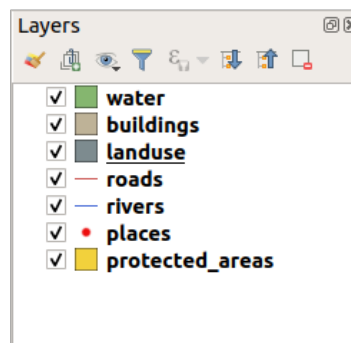 Layers
water
buildings
landuse
roads
rivers
places
protected_areas